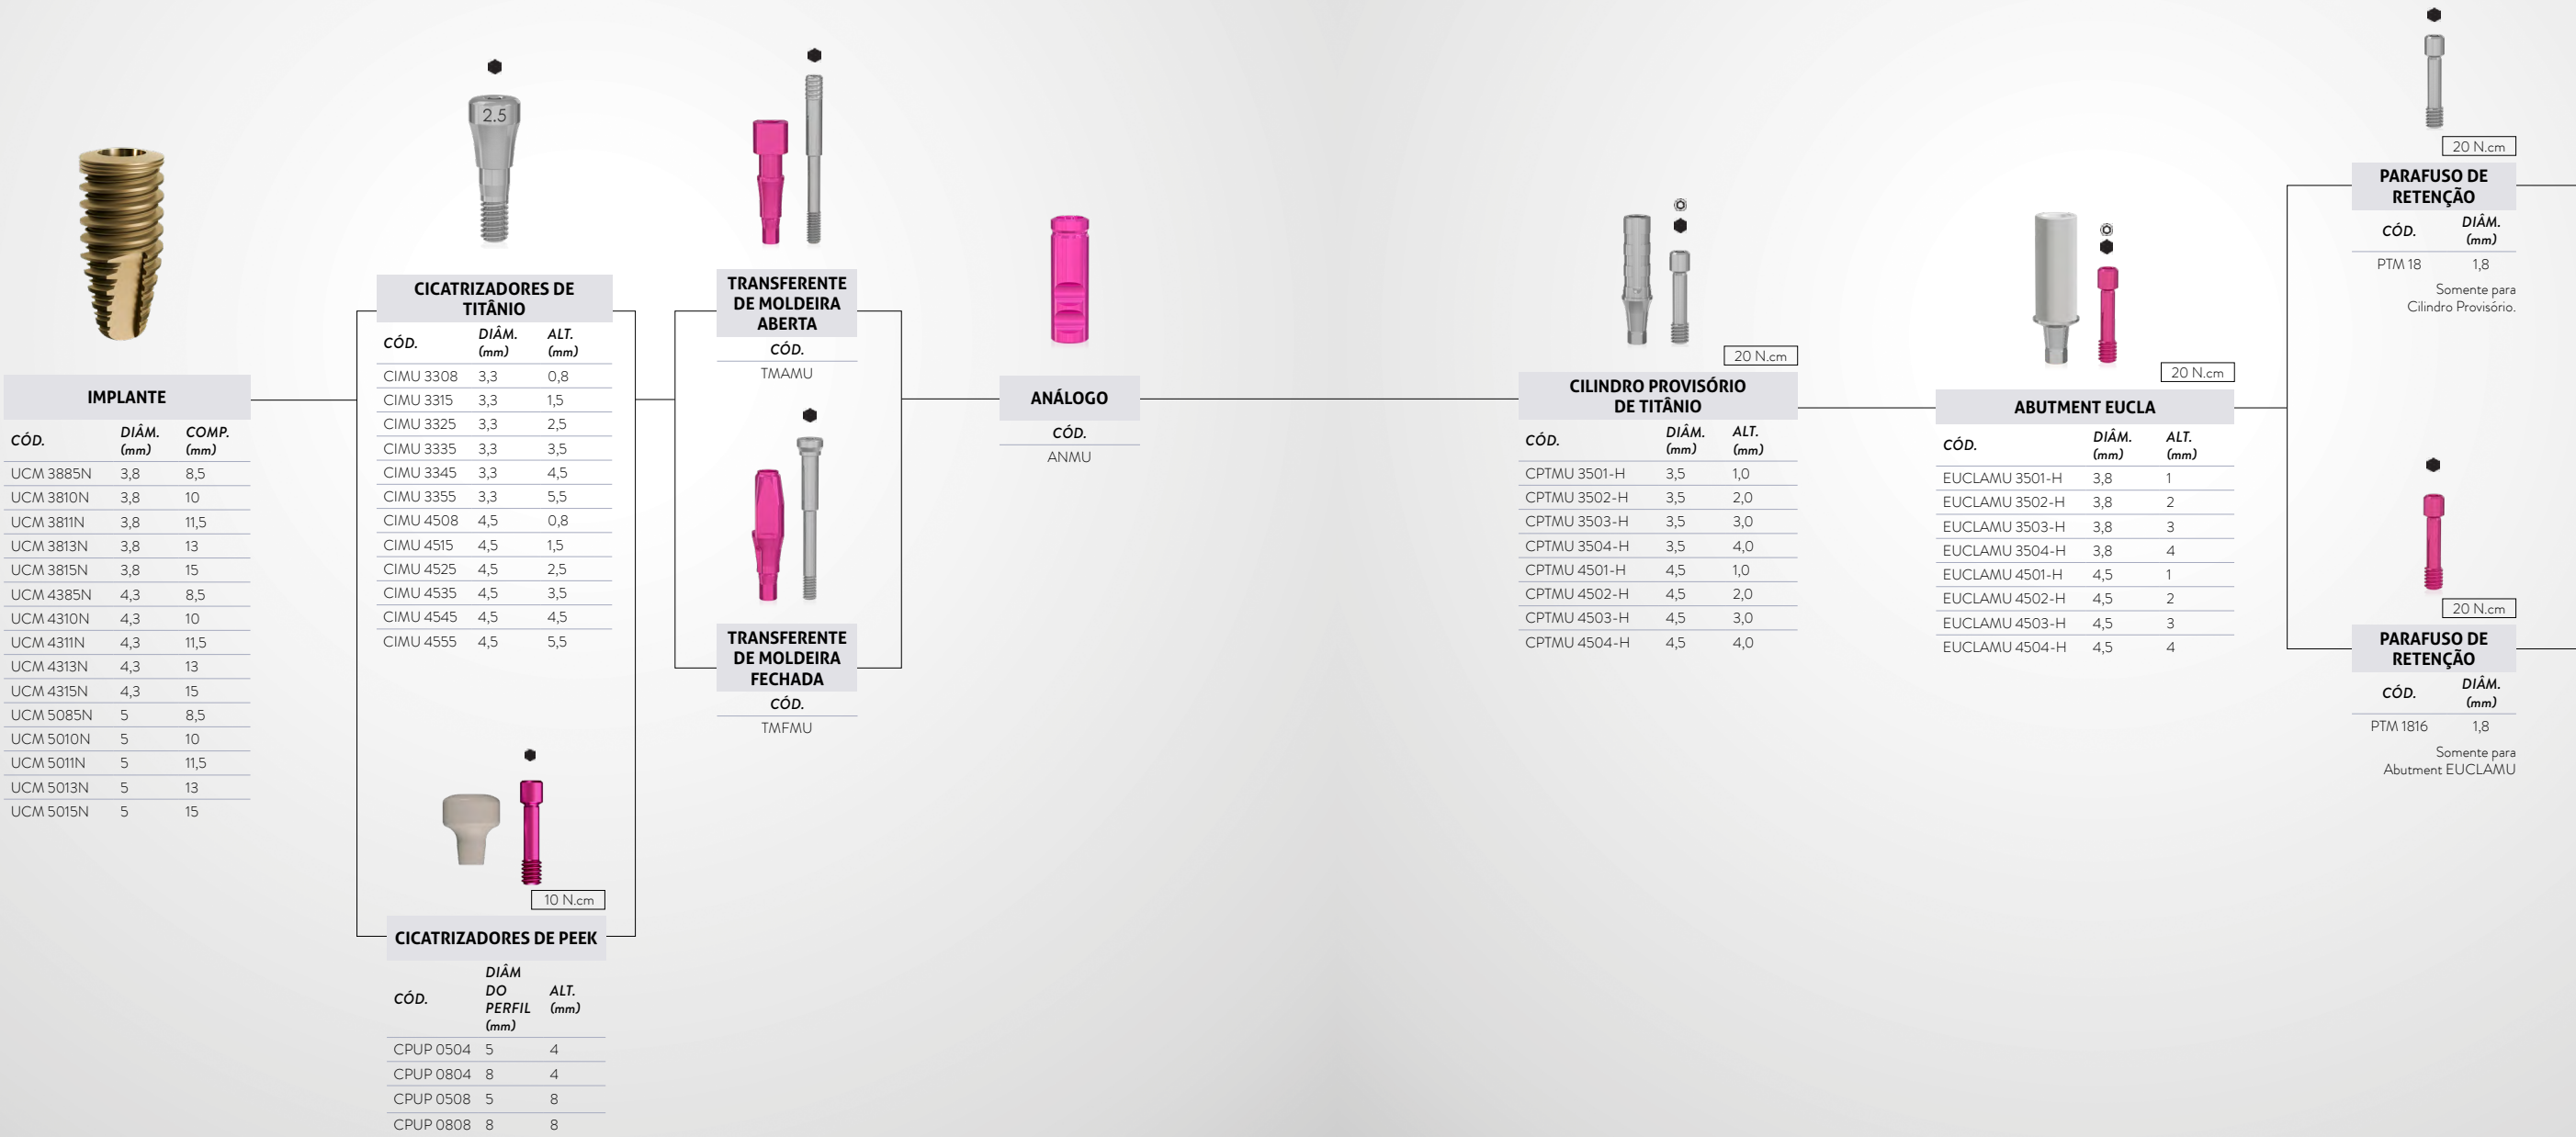 IMPLANTE
CÓD. DIÂM. (mm) COMP. (mm)
UCM 3885N 3,8 8,5
UCM 3810N 3,8 10
UCM 3811N 3,8 11,5
UCM 3813N 3,8 13
UCM 3815N 3,8 15
UCM 4385N 4,3 8,5
UCM 4310N 4,3 10
UCM 4311N 4,3 11,5
UCM 4313N 4,3 13
UCM 4315N 4,3 15
UCM 5085N 5 8,5
UCM 5010N 5 10
UCM 5011N 5 11,5
UCM 5013N 5 13
UCM 5015N 5 15
2.5
CICATRIZADORES DE
TITÂNIO
CÓD. DIÂM. (mm) ALT. (mm)
CIMU 3308 3,3 0,8
CIMU 3315 3,3 1,5
CIMU 3325 3,3 2,5
CIMU 3335 3,3 3,5
CIMU 3345 3,3 4,5
CIMU 3355 3,3 5,5
CIMU 4508 4,5 0,8
CIMU 4515 4,5 1,5
CIMU 4525 4,5 2,5
CIMU 4535 4,5 3,5
CIMU 4545 4,5 4,5
CIMU 4555 4,5 5,5
10 N.cm
CICATRIZADORES DE PEEK
CÓD. DIÂM DO PERFIL (mm) ALT. (mm)
CPUP 0504 5 4
CPUP 0804 8 4
CPUP 0508 5 8
CPUP 0808 8 8
TRANSFERENTE
DE MOLDEIRA
ABERTA
CÓD.
TMAMU
TRANSFERENTE
DE MOLDEIRA
FECHADA
CÓD.
TMFMU
ANÁLOGO
CÓD.
ANMU
20 N.cm
CILINDRO PROVISÓRIO
DE TITÂNIO
CÓD. DIÂM. (mm) ALT. (mm)
CPTMU 3501-H 3,5 1,0
CPTMU 3502-H 3,5 2,0
CPTMU 3503-H 3,5 3,0
CPTMU 3504-H 3,5 4,0
CPTMU 4501-H 4,5 1,0
CPTMU 4502-H 4,5 2,0
CPTMU 4503-H 4,5 3,0
CPTMU 4504-H 4,5 4,0
20 N.cm
ABUTMENT EUCLA
CÓD. DIÂM. (mm) ALT. (mm)
EUCLAMU 3501-H 3,8 1
EUCLAMU 3502-H 3,8 2
EUCLAMU 3503-H 3,8 3
EUCLAMU 3504-H 3,8 4
EUCLAMU 4501-H 4,5 1
EUCLAMU 4502-H 4,5 2
EUCLAMU 4503-H 4,5 3
EUCLAMU 4504-H 4,5 4
20 N.cm
PARAFUSO DE
RETENÇÃO
CÓD. DIÂM. (mm)
PTM 18 1,8
Somente para
Cilindro Provisório.
20 N.cm
PARAFUSO DE
RETENÇÃO
CÓD. DIÂM. (mm)
PTM 1816 1,8
Somente para
Abutment EUCLAMU